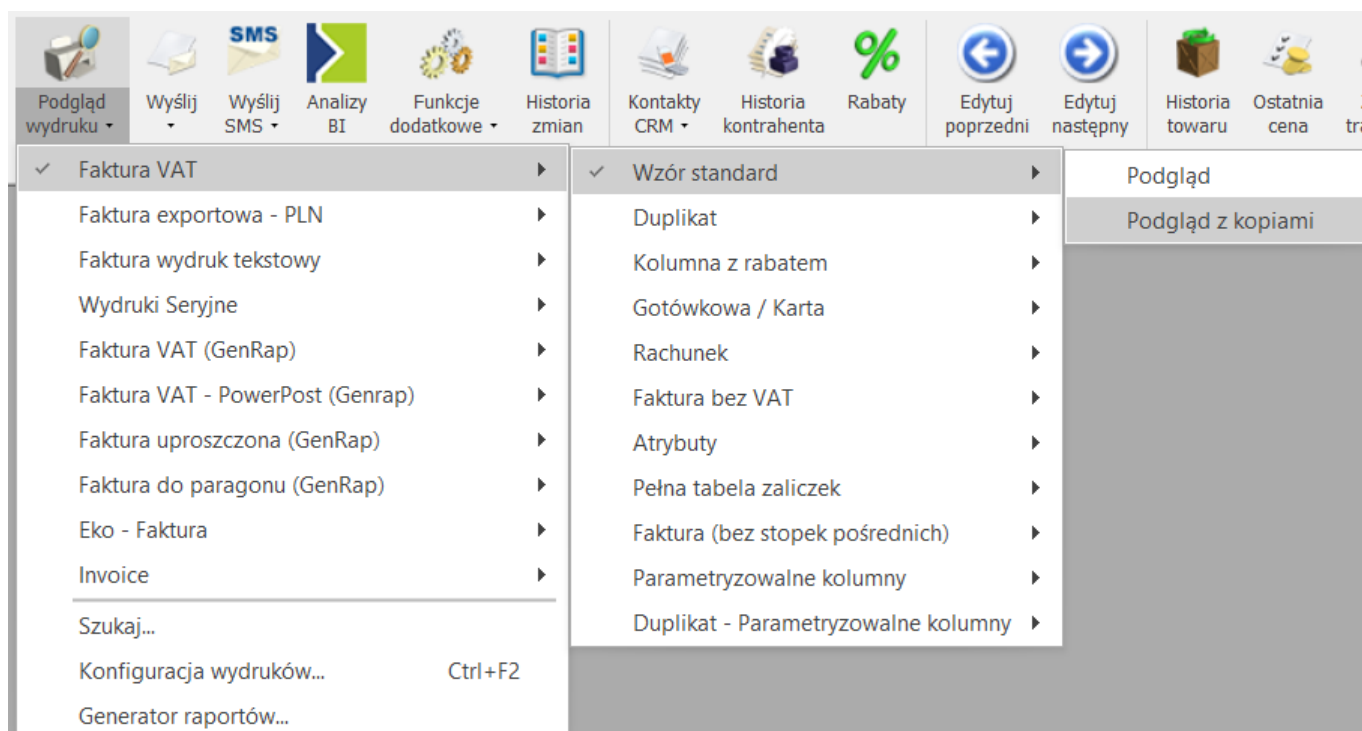 SMS
Podgląd wydruku
Wyślij
Wyślij SMS
Analizy BI
Funkcje dodatkowe
Historia zmian
Kontakty CRM
Historia kontrahenta
Rabaty
Edytuj poprzedni
Edytuj następny
Historia towaru
Ostatnia cena
Faktura VAT
Faktura exportowa - PLN
Faktura wydruk tekstowy
Wydruki Seryjne
Faktura VAT (GenRap)
Faktura VAT - PowerPost (Genrap)
Faktura uproszczona (GenRap)
Faktura do paragonu (GenRap)
Eko - Faktura
Invoice
Szukaj...
Konfiguracja wydruków... Ctrl+F2
Generator raportów...
Wzór standard
Duplikat
Kolumna z rabatem
Gotówkowa / Karta
Rachunek
Faktura bez VAT
Atrybuty
Pełna tabela zaliczek
Faktura (bez stopek pośrednich)
Parametryzowalne kolumny
Duplikat - Parametryzowalne kolumny
Podgląd
Podgląd z kopiami